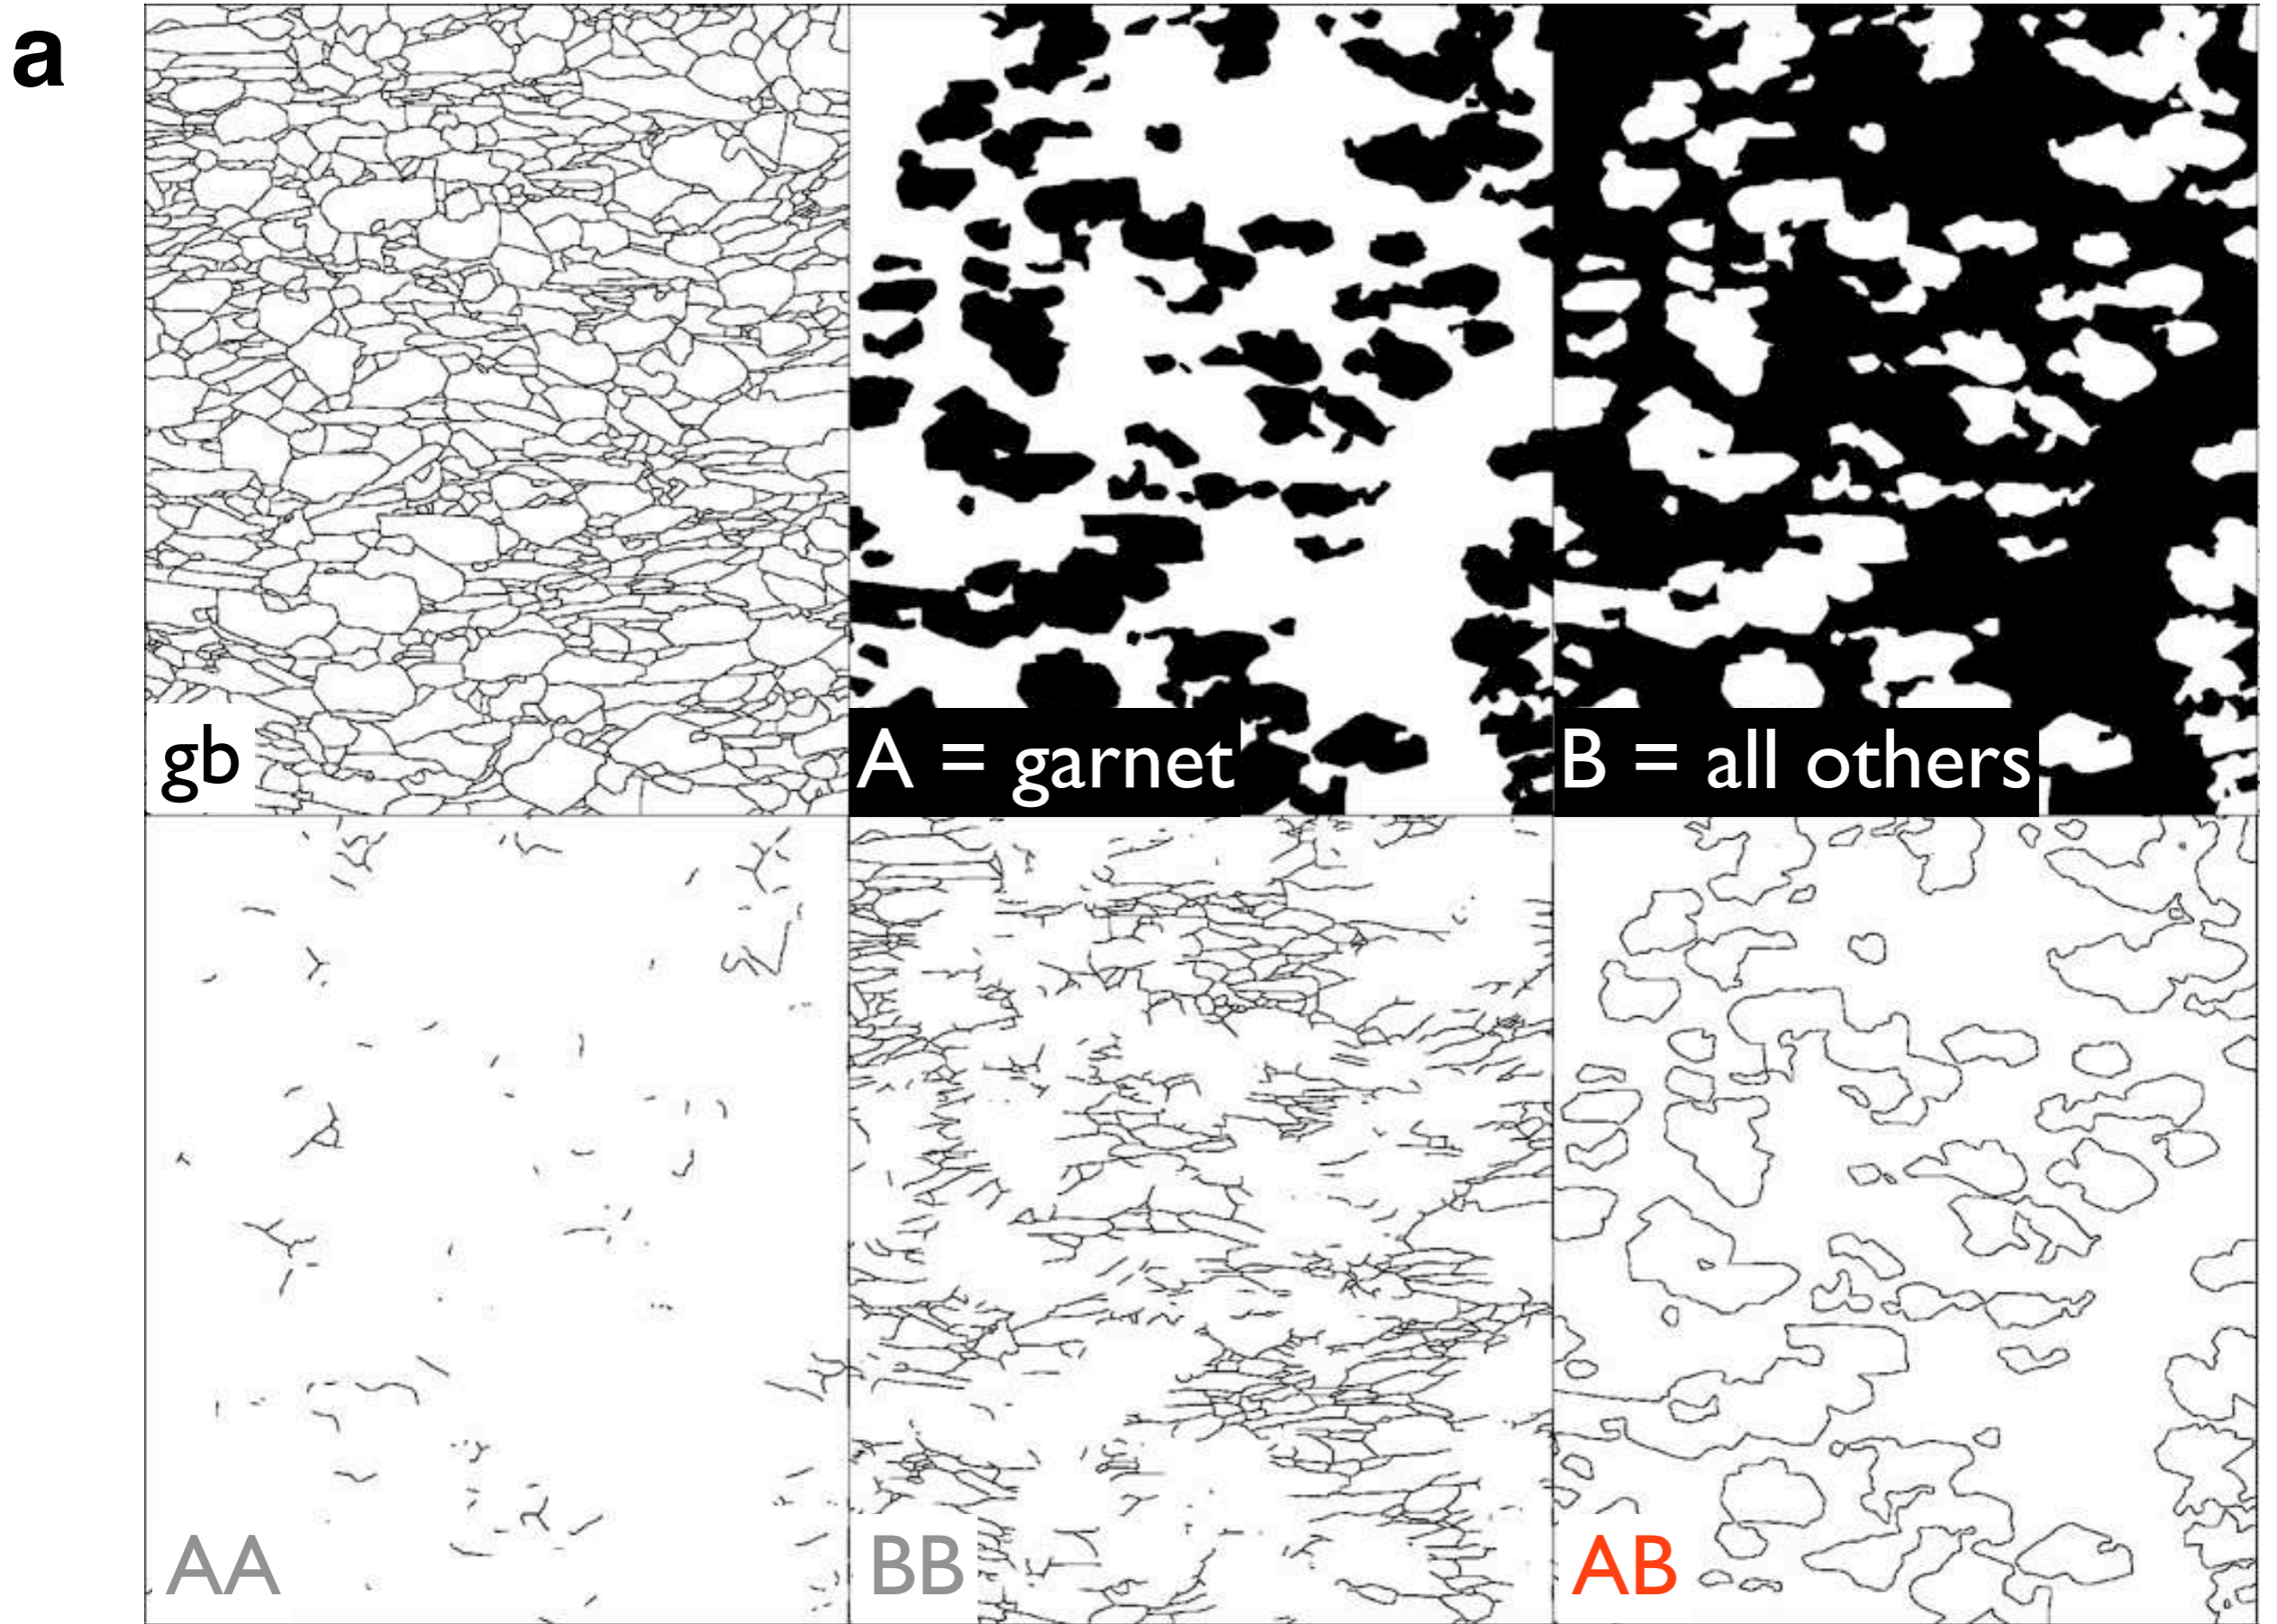 a
gb
A = garnet
B = all others
AA
BB
AB